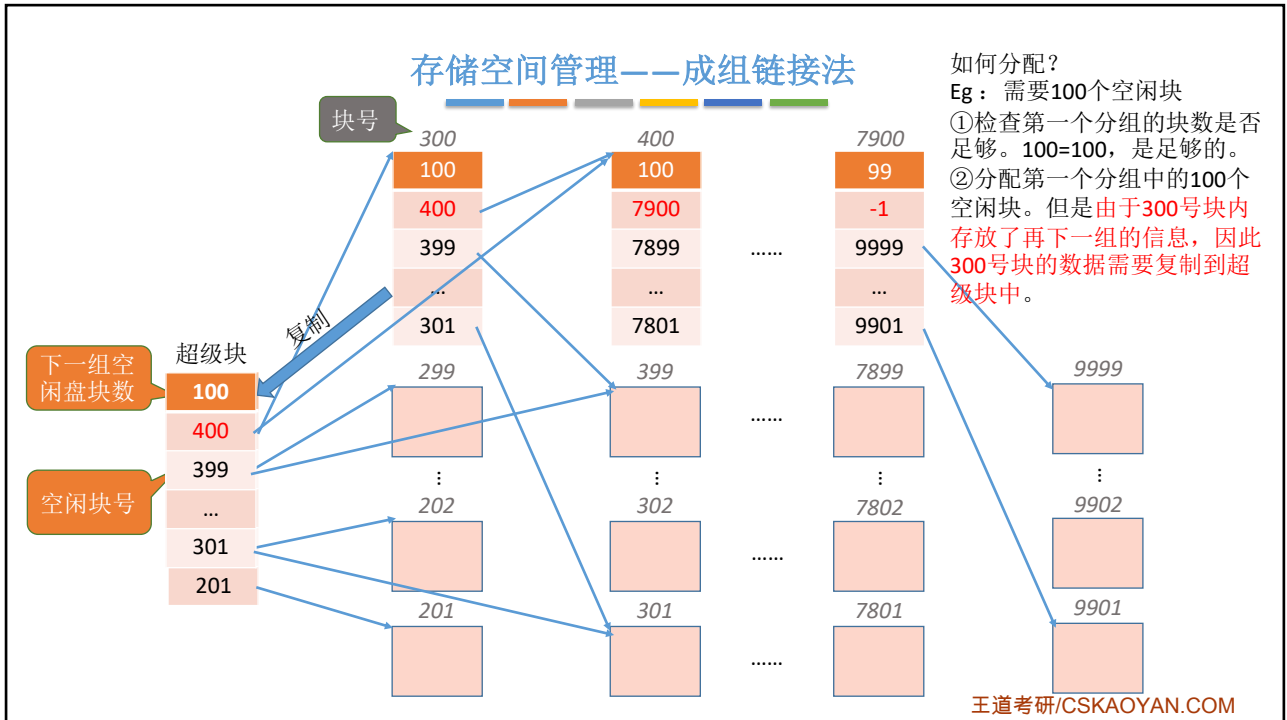 存储空间管理——成组链接法
如何分配？
Eg：需要100个空闲块
①检查第一个分组的块数是否
足够。100=100，是足够的。
②分配第一个分组中的100个
空闲块。但是由于300号块内
存放了再下一组的信息，因此
300号块的数据需要复制到超
级块中。
块号
300
400
7900
100
100
99
400
7900
-1
399
7899
……
9999
…
…
…
301
7801
9901
复制
超级块
下一组空
闲盘块数
100
400
399
空闲块号
…
301
201
299
399
7899
9999
……
…
…
…
202
302
7802
9902
……
201
301
7801
9901
……
王道考研/CSKAOYAN.COM